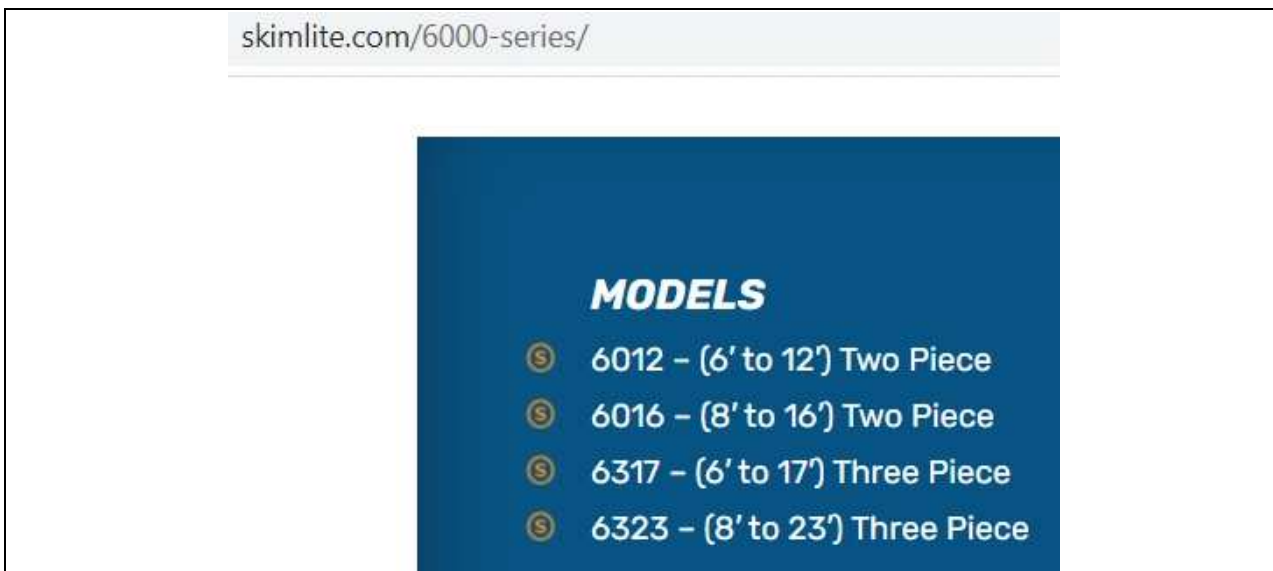 skimlite.com/6000-series/
MODELS
6012 – (6' to 12') Two Piece
6016 – (8' to 16') Two Piece
6317 – (6' to 17') Three Piece
6323 – (8' to 23') Three Piece